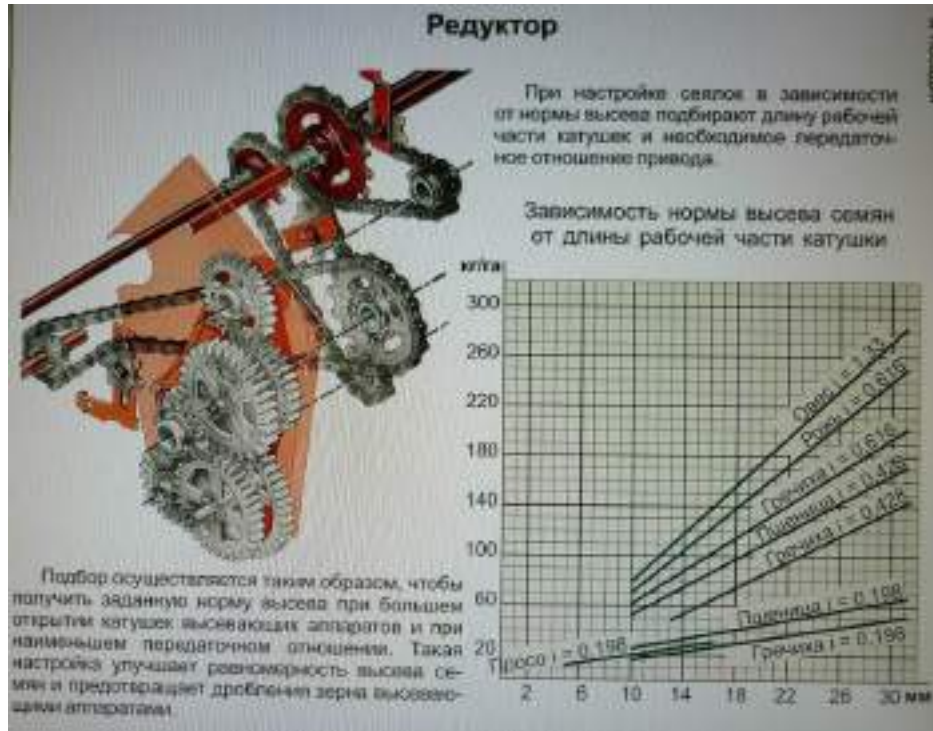 Редуктор
При настройке сеялок в зависимости
от нормы высева подбирают длину рабочей
части катушек и необходимое передаточ-
ное отношение привода.
Зависимость нормы высева семян
от длины рабочей части катушки
кг/га
300
260
220
180
140
100
60
20
Овес i = 1.33
Рожь i = 0.616
Гречиха i = 0.616
Пшеница i = 0.428
Гречиха i = 0.428
Пшеница i = 0.198
Просо i = 0.198
Гречиха i = 0.198
2 6 10 14 18 22 26 30 мм
Подбор осуществляется таким образом, чтобы
получить заданную норму высева при большем
открытии катушек высевающих аппаратов и при
наименьшем передаточном отношении. Такая
настройка улучшает равномерность высева се-
мян и предотвращает дробления зерна высеваю-
щими аппаратами.